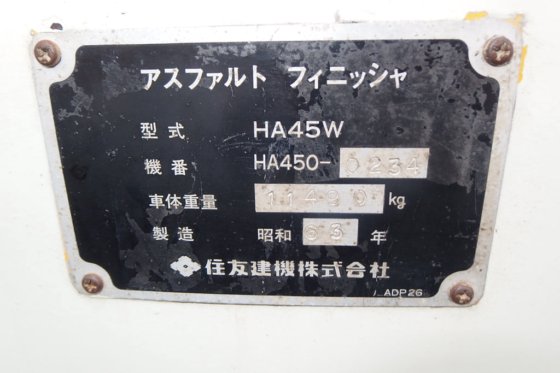 アスファルト フィニッシャ
型式 HA45W
機番 HA450-0234
車体重量 11490 kg
製造 昭和 63 年
住友建機株式会社
ADP26